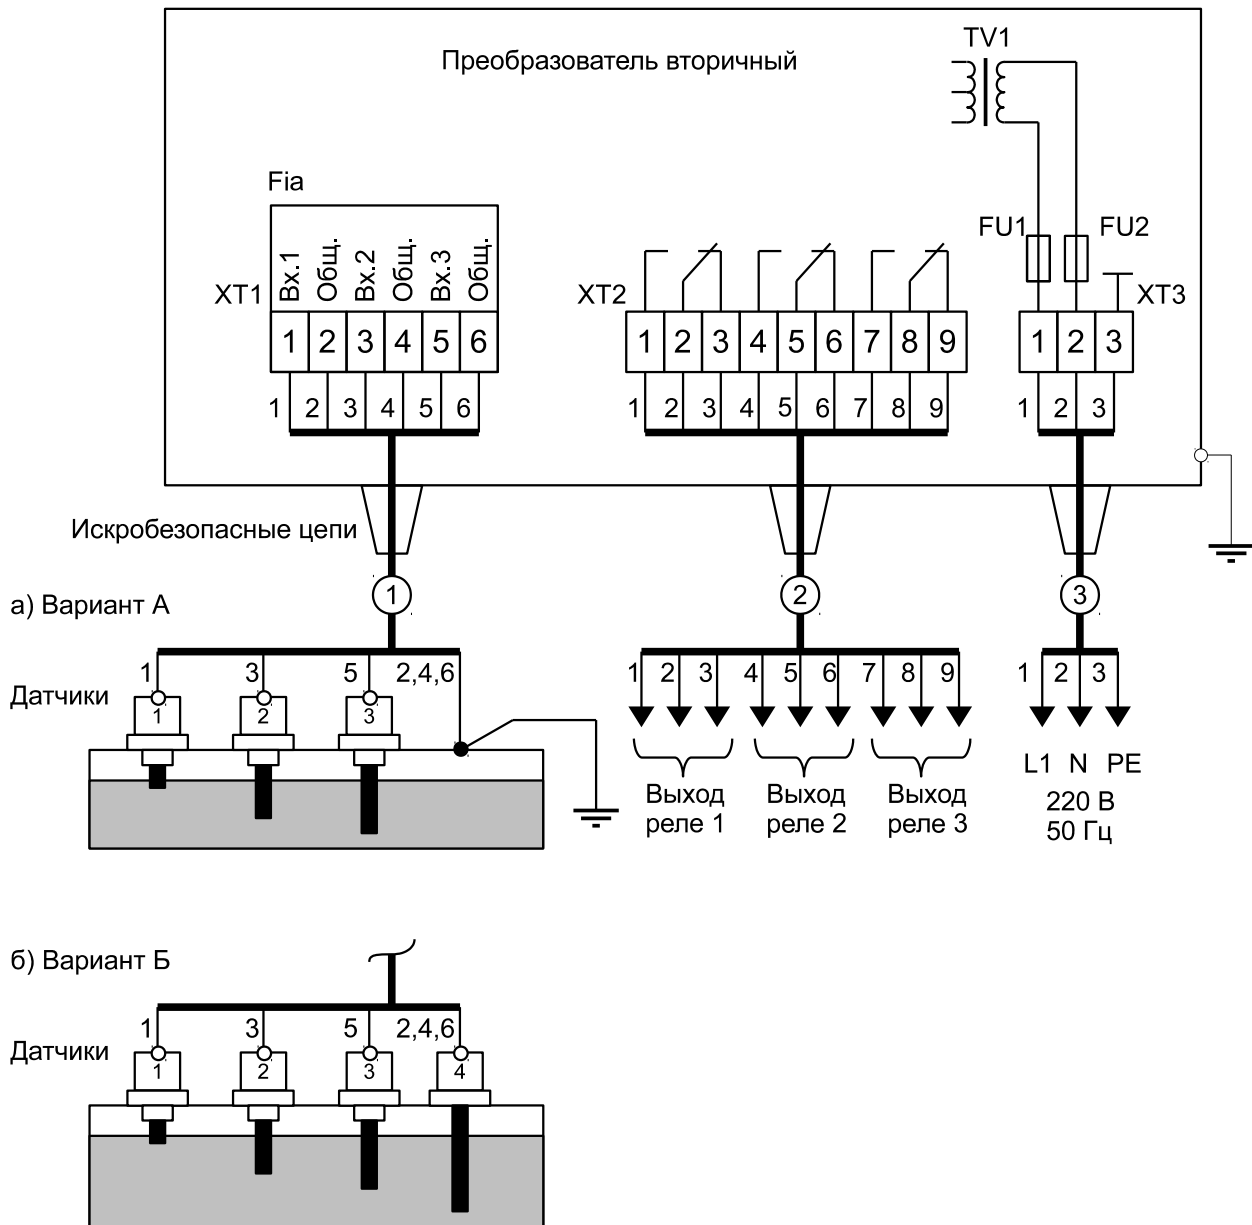 Преобразователь вторичный
TV1
Fia
FU1 FU2
XT1
Вх.1 Общ. Вх.2 Общ. Вх.3 Общ.
XT2
XT3
1 2 3 4 5 6
1 2 3 4 5 6 7 8 9
1 2 3
1 2 3 4 5 6
1 2 3 4 5 6 7 8 9
1 2 3
Искробезопасные цепи
1
2
3
а) Вариант А
1 3 5 2,4,6
Датчики
1 2 3
1 2 3 4 5 6 7 8 9
1 2 3
Выход
реле 1
Выход
реле 2
Выход
реле 3
L1 N PE
220 В
50 Гц
б) Вариант Б
1 3 5 2,4,6
Датчики
1 2 3 4